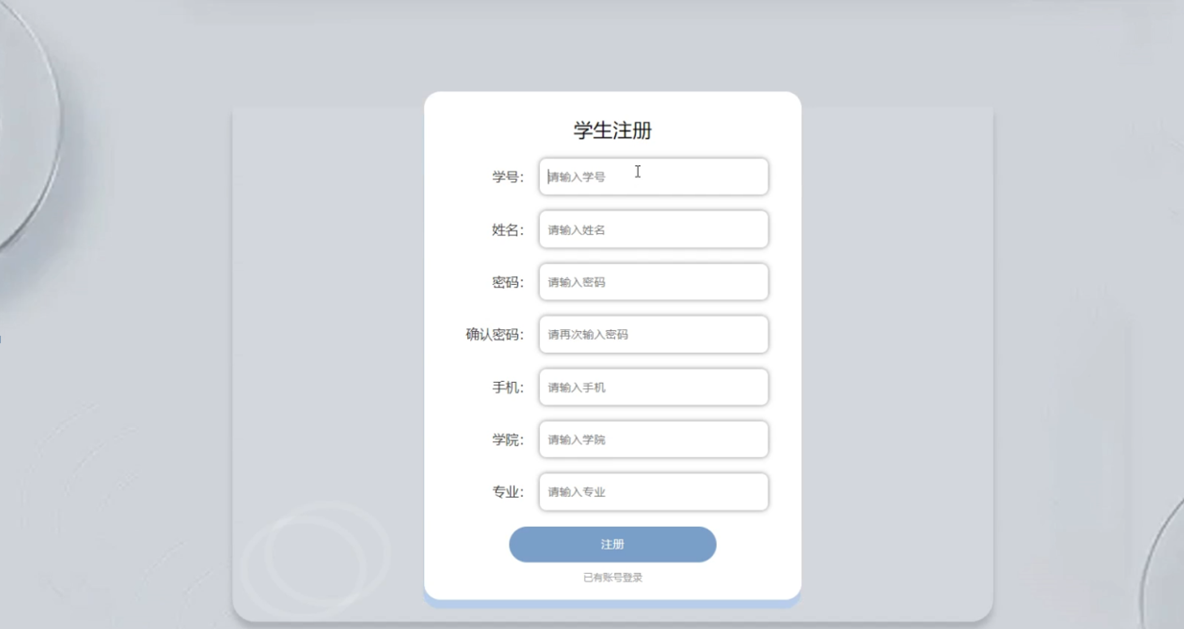 学生注册
学号： 请输入学号
姓名： 请输入姓名
密码： 请输入密码
确认密码： 请再次输入密码
手机： 请输入手机
学院： 请输入学院
专业： 请输入专业
注册
已有账号登录